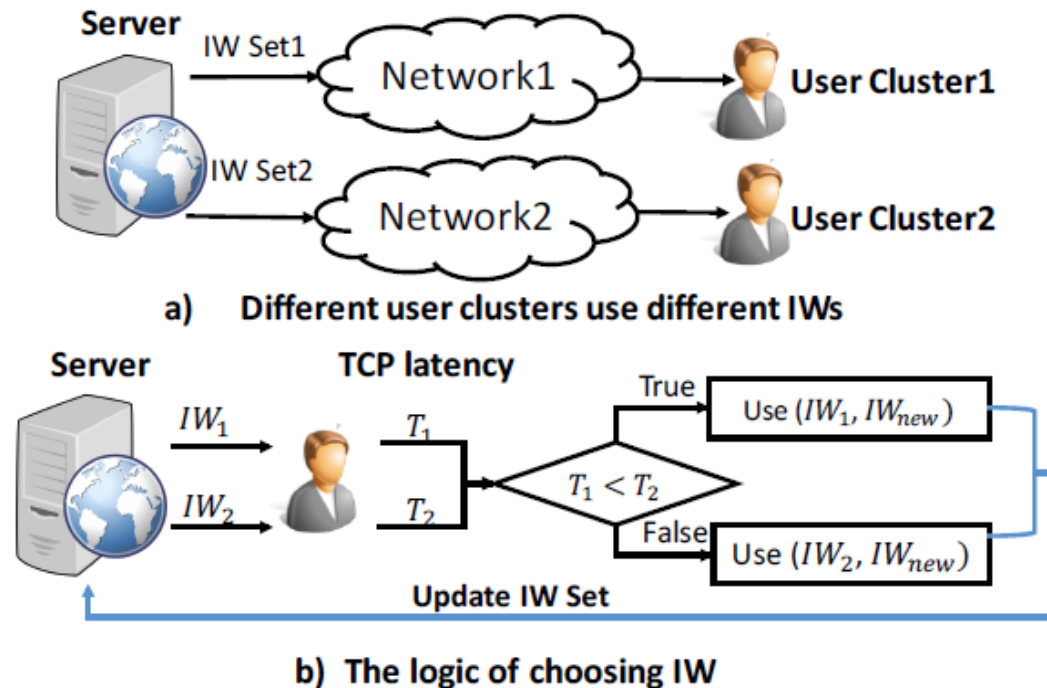 Server
IW Set1
Network1
User Cluster1
IW Set2
Network2
User Cluster2
a) Different user clusters use different IWs
Server
TCP latency
True
Use (IW₁, IWₙₑw)
IW₁
T₁
T₁ < T₂
IW₂
T₂
False
Use (IW₂, IWₙₑw)
Update IW Set
b) The logic of choosing IW